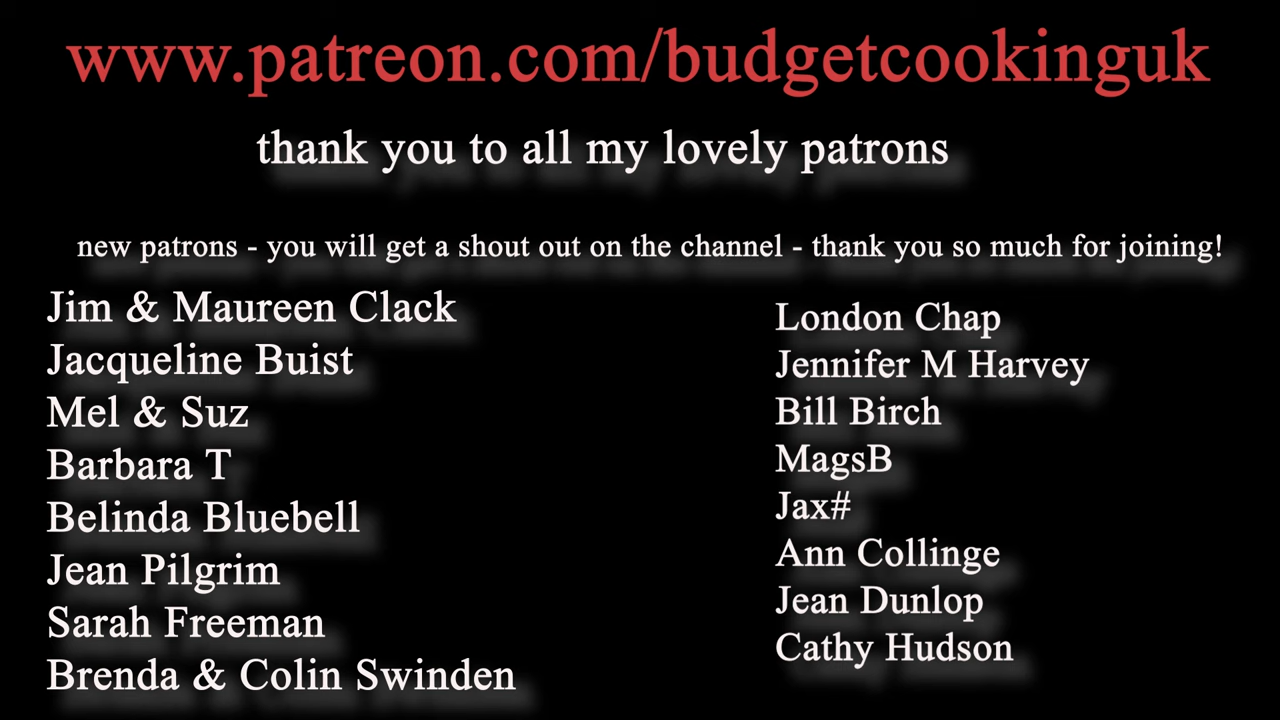 www.patreon.com/budgetcookinguk
thank you to all my lovely patrons
new patrons - you will get a shout out on the channel - thank you so much for joining!
Jim & Maureen Clack
Jacqueline Buist
Mel & Suz
Barbara T
Belinda Bluebell
Jean Pilgrim
Sarah Freeman
Brenda & Colin Swinden
London Chap
Jennifer M Harvey
Bill Birch
MagsB
Jax#
Ann Collinge
Jean Dunlop
Cathy Hudson